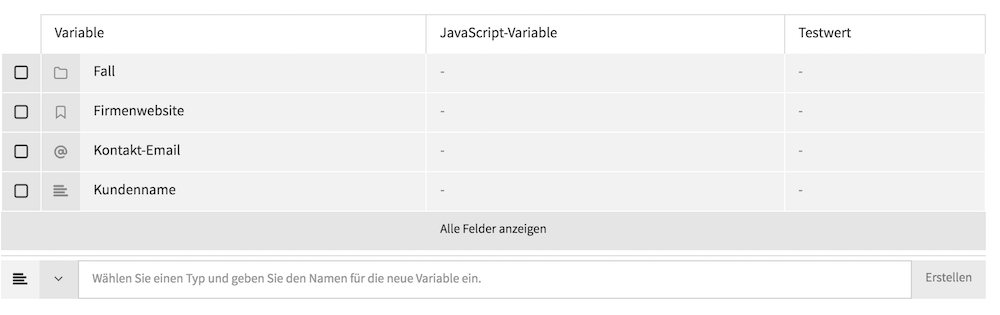 Variable JavaScript-Variable Testwert
Fall - -
Firmenwebsite - -
@ Kontakt-Email - -
Kundenname - -
Alle Felder anzeigen
Wählen Sie einen Typ und geben Sie den Namen für die neue Variable ein. Erstellen